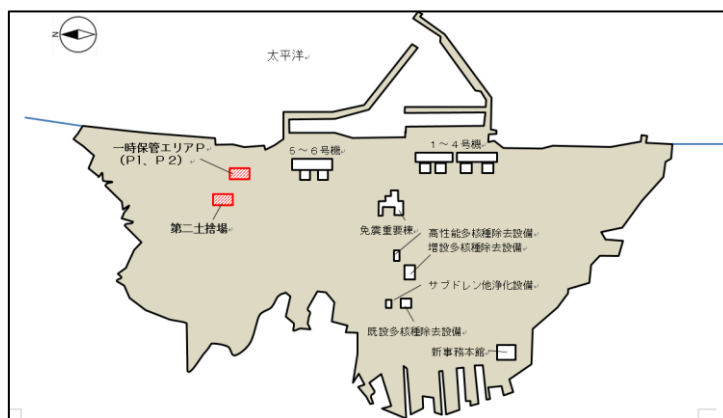 N
太平洋
一時保管エリアP
(P1、P2)
5～6号機
1～4号機
第二土捨場
免震重要棟
高性能多核種除去設備
増設多核種除去設備
サブドレン他浄化設備
既設多核種除去設備
新事務本館